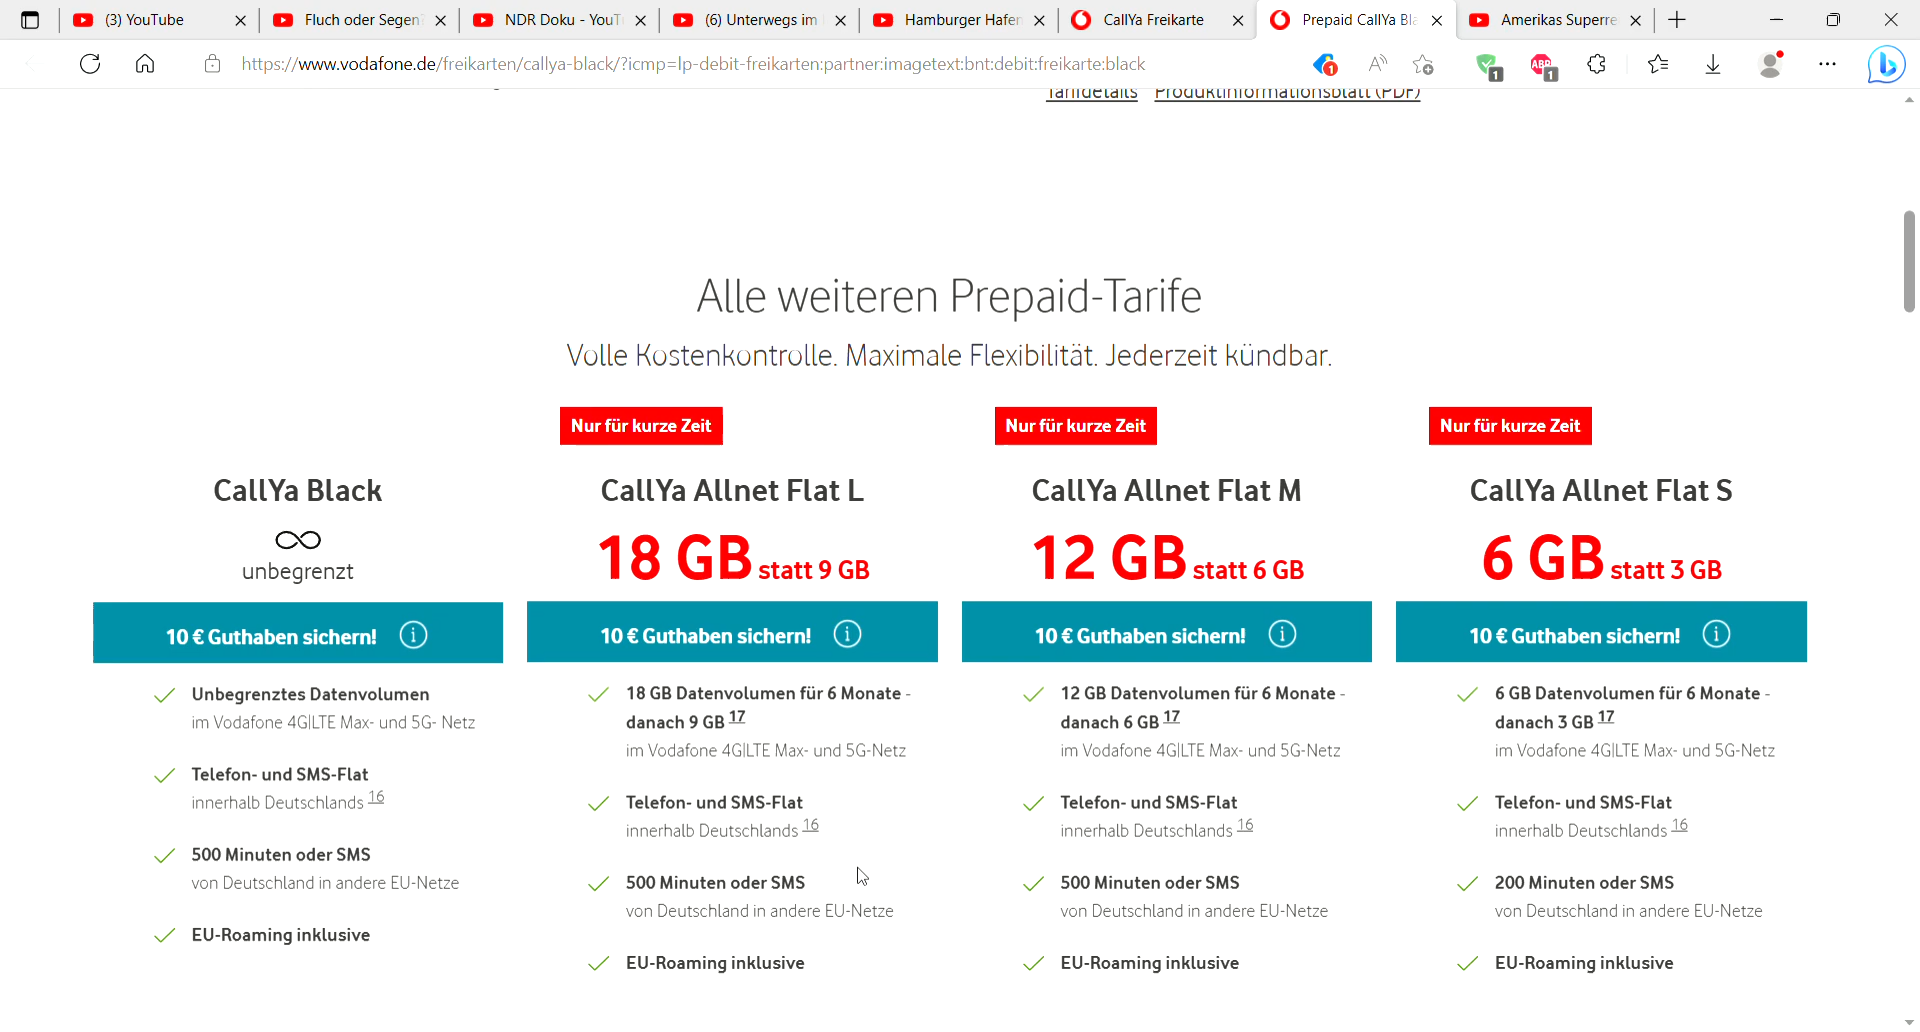 (3) YouTube
Fluch oder Segen?
NDR Doku - YouT
(6) Unterwegs im
Hamburger Hafen
CallYa Freikarte
Prepaid CallYa Bla
Amerikas Superre
https://www.vodafone.de/freikarten/callya-black/?icmp=lp-debit-freikarten:partner:imagetext:bnt:debit:freikarte:black
1
A
1
ABP
1
Tarifdetails Produktinformationsblatt (PDF)
Alle weiteren Prepaid-Tarife
Volle Kostenkontrolle. Maximale Flexibilität. Jederzeit kündbar.
CallYa Black
∞
unbegrenzt
10 € Guthaben sichern! i
Unbegrenztes Datenvolumen
im Vodafone 4G|LTE Max- und 5G- Netz
Telefon- und SMS-Flat
innerhalb Deutschlands 16
500 Minuten oder SMS
von Deutschland in andere EU-Netze
EU-Roaming inklusive
Nur für kurze Zeit
CallYa Allnet Flat L
18 GB statt 9 GB
10 € Guthaben sichern! i
18 GB Datenvolumen für 6 Monate -
danach 9 GB 17
im Vodafone 4G|LTE Max- und 5G-Netz
Telefon- und SMS-Flat
innerhalb Deutschlands 16
500 Minuten oder SMS
von Deutschland in andere EU-Netze
EU-Roaming inklusive
Nur für kurze Zeit
CallYa Allnet Flat M
12 GB statt 6 GB
10 € Guthaben sichern! i
12 GB Datenvolumen für 6 Monate -
danach 6 GB 17
im Vodafone 4G|LTE Max- und 5G-Netz
Telefon- und SMS-Flat
innerhalb Deutschlands 16
500 Minuten oder SMS
von Deutschland in andere EU-Netze
EU-Roaming inklusive
Nur für kurze Zeit
CallYa Allnet Flat S
6 GB statt 3 GB
10 € Guthaben sichern! i
6 GB Datenvolumen für 6 Monate -
danach 3 GB 17
im Vodafone 4G|LTE Max- und 5G-Netz
Telefon- und SMS-Flat
innerhalb Deutschlands 16
200 Minuten oder SMS
von Deutschland in andere EU-Netze
EU-Roaming inklusive